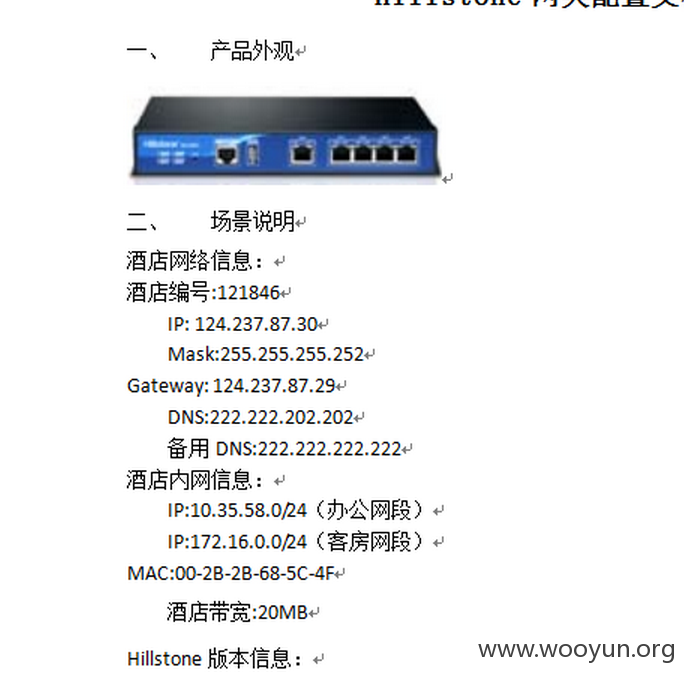 Hillstone 网关配置文
一、 产品外观
Hillstone
二、 场景说明
酒店网络信息：
酒店编号:121846
IP: 124.237.87.30
Mask:255.255.255.252
Gateway: 124.237.87.29
DNS:222.222.202.202
备用 DNS:222.222.222.222
酒店内网信息：
IP:10.35.58.0/24（办公网段）
IP:172.16.0.0/24（客房网段）
MAC:00-2B-2B-68-5C-4F
酒店带宽:20MB
www.wooyun.org
Hillstone 版本信息：